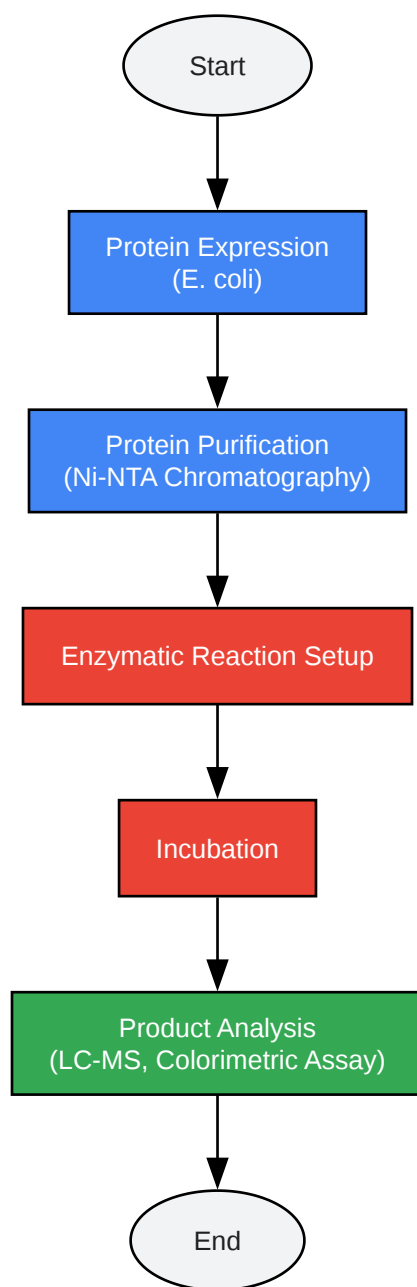 Start
Protein Expression
(E. coli)
Protein Purification
(Ni-NTA Chromatography)
Enzymatic Reaction Setup
Incubation
Product Analysis
(LC-MS, Colorimetric Assay)
End